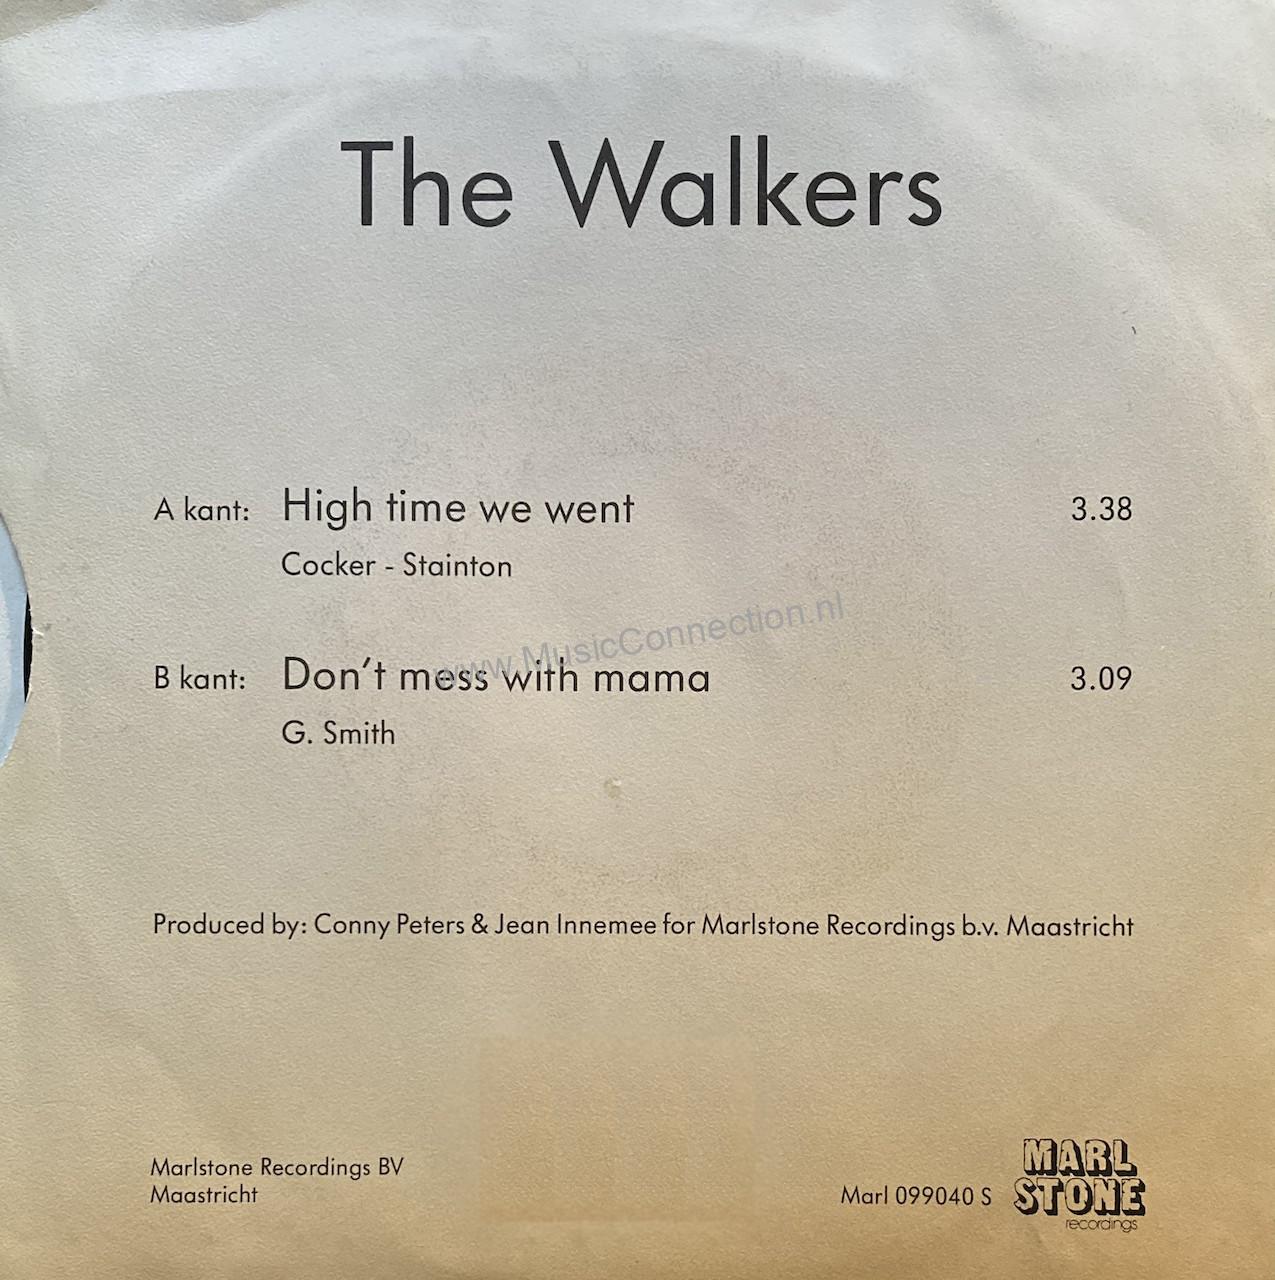 The Walkers
A kant: High time we went 3.38
Cocker - Stainton
www.MusicConnection.nl
B kant: Don't mess with mama 3.09
G. Smith
Produced by: Conny Peters & Jean Innemee for Marlstone Recordings b.v. Maastricht
Marlstone Recordings BV
Maastricht
Marl 099040 S
MARL
STONE
recordings